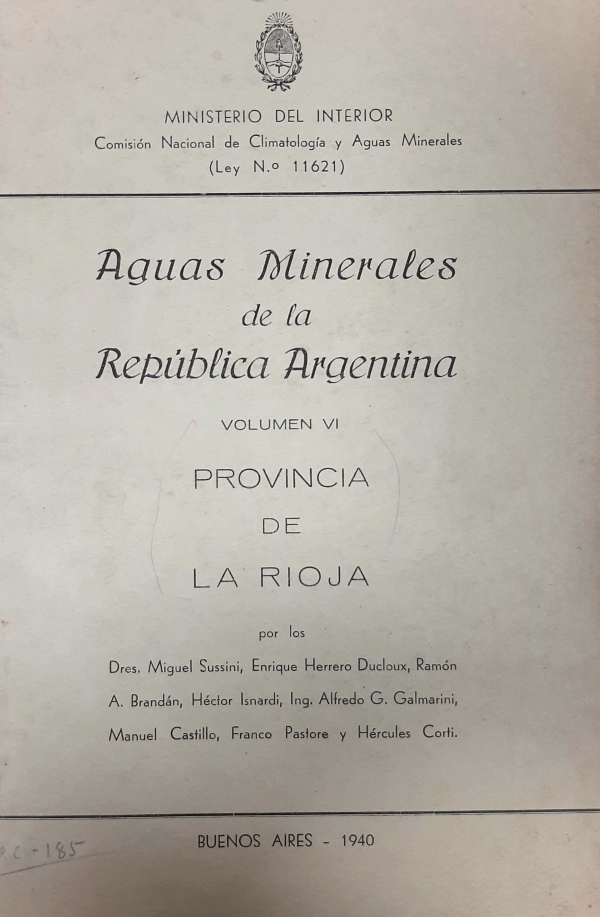 MINISTERIO DEL INTERIOR
Comisión Nacional de Climatología y Aguas Minerales
(Ley N.o 11621)
Aguas Minerales
de la
República Argentina
VOLUMEN VI
PROVINCIA
DE
LA RIOJA
por los
Dres. Miguel Sussini, Enrique Herrero Ducloux, Ramón
A. Brandán, Héctor Isnardi, Ing. Alfredo G. Galmarini,
Manuel Castillo, Franco Pastore y Hércules Corti.
BUENOS AIRES - 1940
-185